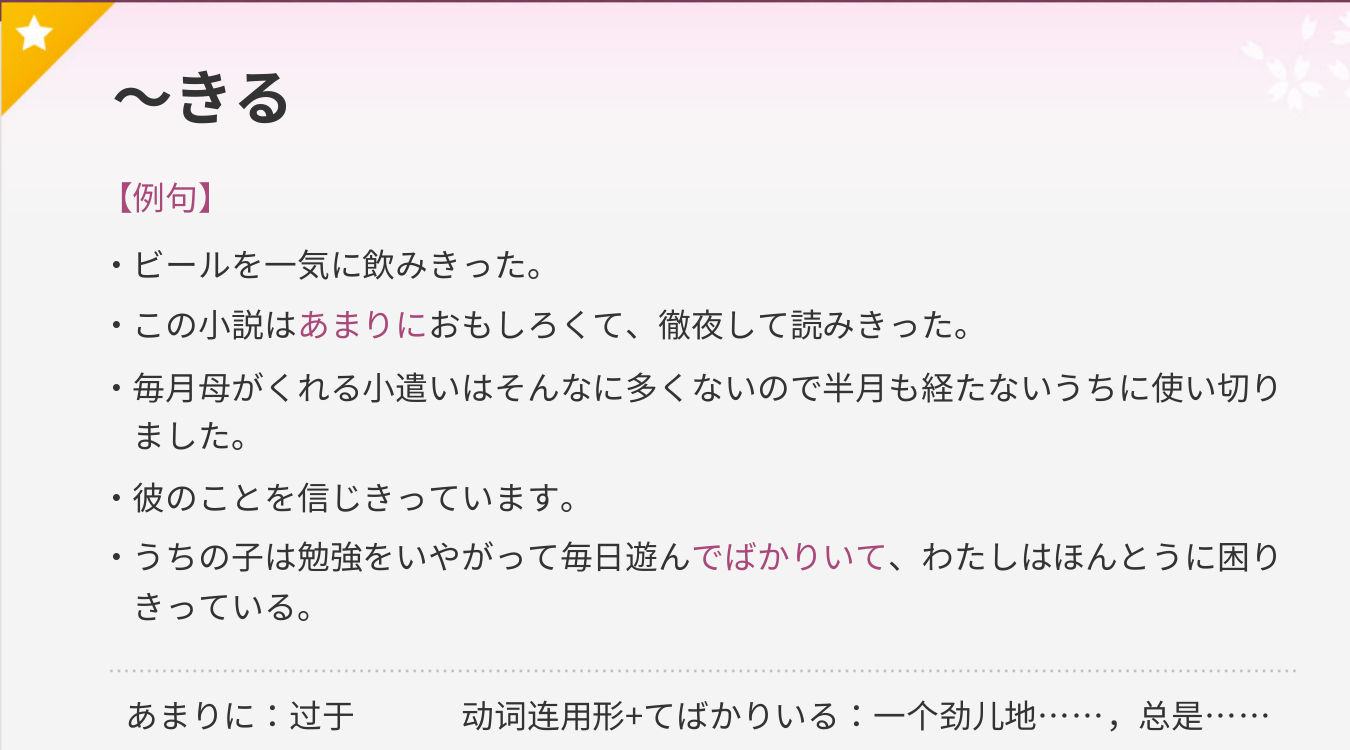 ～きる
【例句】
・ビールを一気に飲みきった。
・この小説はあまりにおもしろくて、徹夜して読みきった。
・毎月母がくれる小遣いはそんなに多くないので半月も経たないうちに使い切り
ました。
・彼のことを信じきっています。
・うちの子は勉強をいやがって毎日遊んでばかりいて、わたしはほんとうに困り
きっている。
あまりに：过于 动词连用形+てばかりいる：一个劲儿地……，总是……